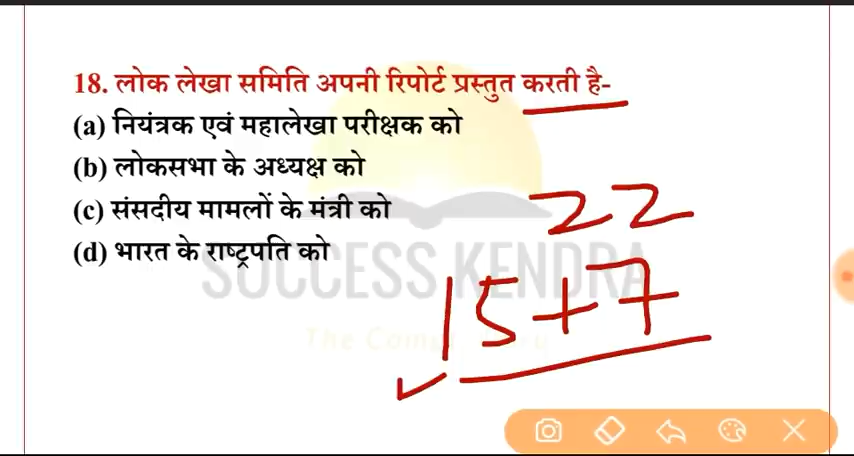 18. लोक लेखा समिति अपनी रिपोर्ट प्रस्तुत करती है-
(a) नियंत्रक एवं महालेखा परीक्षक को
(b) लोकसभा के अध्यक्ष को
(c) संसदीय मामलों के मंत्री को
22
(d) भारत के राष्ट्रपति को
SUCCESS KENDRA
15+7